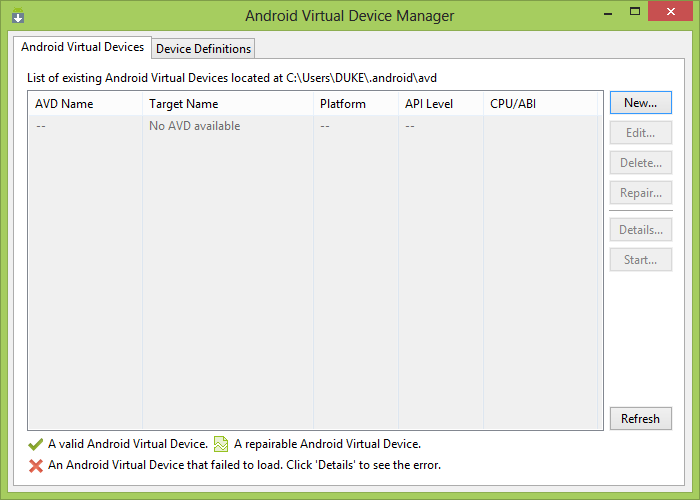 Android Virtual Device Manager
Android Virtual Devices Device Definitions
List of existing Android Virtual Devices located at C:\Users\DUKE\.android\avd
AVD Name Target Name Platform API Level CPU/ABI
-- No AVD available -- --
New...
Edit...
Delete...
Repair...
Details...
Start...
Refresh
A valid Android Virtual Device. A repairable Android Virtual Device.
An Android Virtual Device that failed to load. Click 'Details' to see the error.